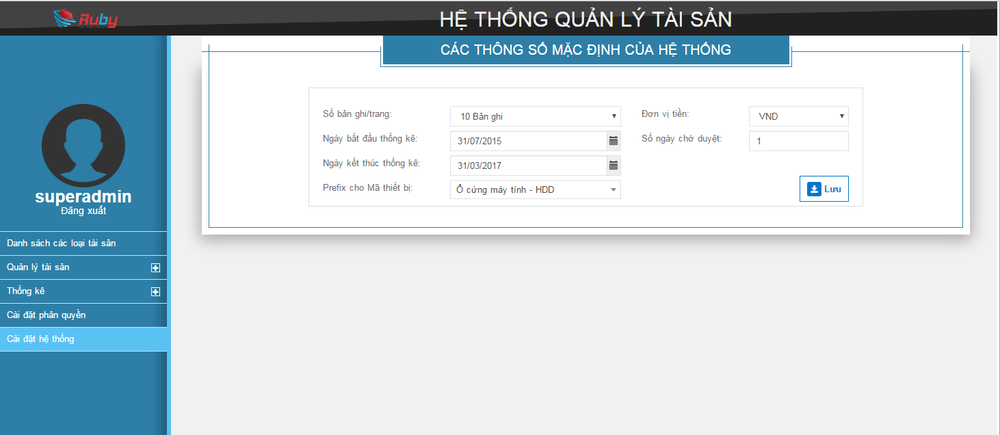 Ruby
HỆ THỐNG QUẢN LÝ TÀI SẢN
CÁC THÔNG SỐ MẶC ĐỊNH CỦA HỆ THỐNG
superadmin
Đăng xuất
Danh sách các loại tài sản
Quản lý tài sản
Thống kê
Cài đặt phân quyền
Cài đặt hệ thống
Số bản ghi/trang: 10 Bản ghi Đơn vị tiền: VND
Ngày bắt đầu thống kê: 31/07/2015 Số ngày chờ duyệt: 1
Ngày kết thúc thống kê: 31/03/2017
Prefix cho Mã thiết bị: Ổ cứng máy tính - HDD Lưu